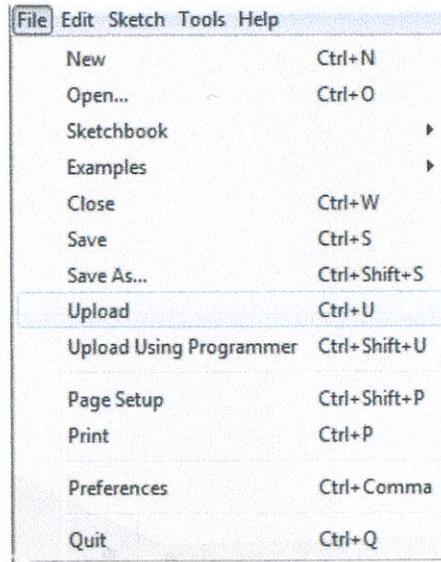 File Edit Sketch Tools Help
New Ctrl+N
Open... Ctrl+O
Sketchbook
Examples
Close Ctrl+W
Save Ctrl+S
Save As... Ctrl+Shift+S
Upload Ctrl+U
Upload Using Programmer Ctrl+Shift+U
Page Setup Ctrl+Shift+P
Print Ctrl+P
Preferences Ctrl+Comma
Quit Ctrl+Q